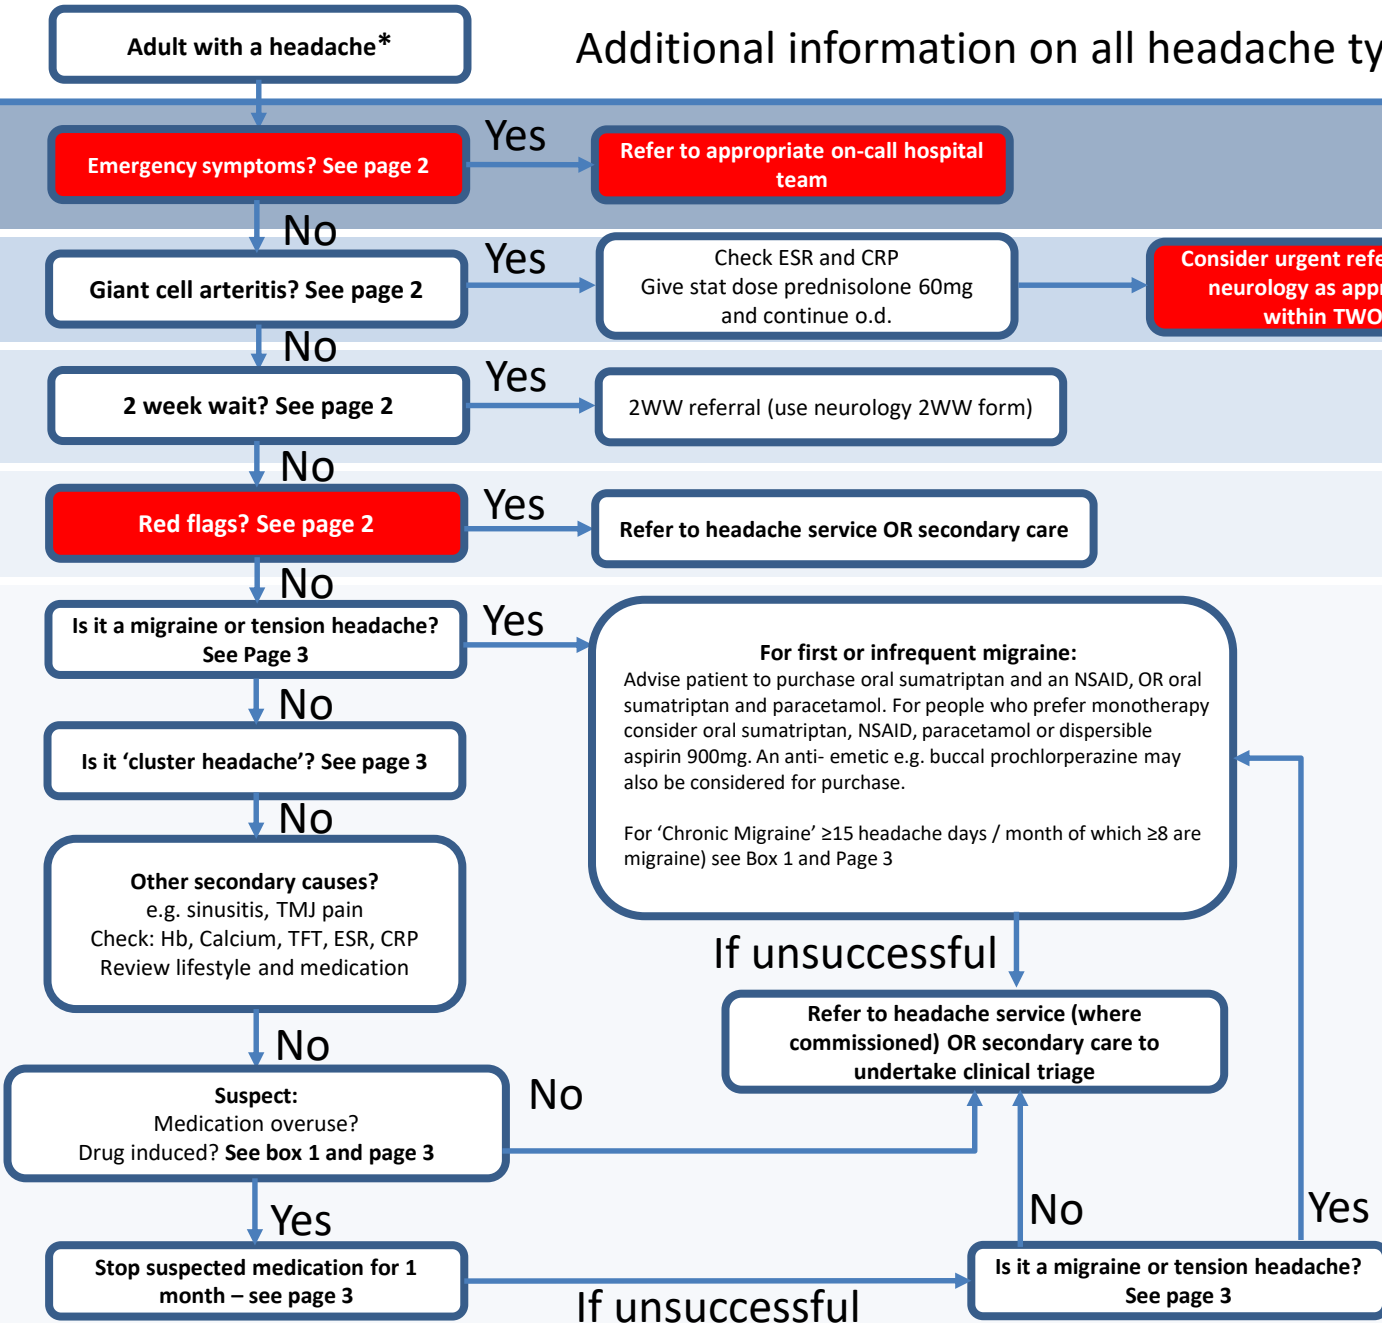 Adult with a headache*
Additional information on all headache ty
Emergency symptoms? See page 2
Yes
Refer to appropriate on-call hospital
team
No
Giant cell arteritis? See page 2
Yes
Check ESR and CRP
Give stat dose prednisolone 60mg
and continue o.d.
Consider urgent refe
neurology as appr
within TWO
No
2 week wait? See page 2
Yes
2WW referral (use neurology 2WW form)
No
Red flags? See page 2
Yes
Refer to headache service OR secondary care
No
Is it a migraine or tension headache?
See Page 3
Yes
For first or infrequent migraine:
Advise patient to purchase oral sumatriptan and an NSAID, OR oral
sumatriptan and paracetamol. For people who prefer monotherapy
consider oral sumatriptan, NSAID, paracetamol or dispersible
aspirin 900mg. An anti- emetic e.g. buccal prochlorperazine may
also be considered for purchase.
For ‘Chronic Migraine’ ≥15 headache days / month of which ≥8 are
migraine) see Box 1 and Page 3
No
Is it ‘cluster headache’? See page 3
No
Other secondary causes?
e.g. sinusitis, TMJ pain
Check: Hb, Calcium, TFT, ESR, CRP
Review lifestyle and medication
If unsuccessful
Refer to headache service (where
commissioned) OR secondary care to
undertake clinical triage
No
Suspect:
Medication overuse?
Drug induced? See box 1 and page 3
No
Yes
Stop suspected medication for 1
month – see page 3
If unsuccessful
No
Yes
Is it a migraine or tension headache?
See page 3